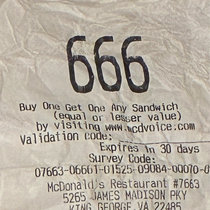 666
Buy One Get One Any Sandwich
(equal or lesser value)
by visiting www.mcdvoice.com
Validation code:
Expires in 30 days
Survey Code:
07663-06661-01525-09084-00070-0
McDonald's Restaurant #7663
5265 JAMES MADISON PKY
KING GEORGE VA 22485